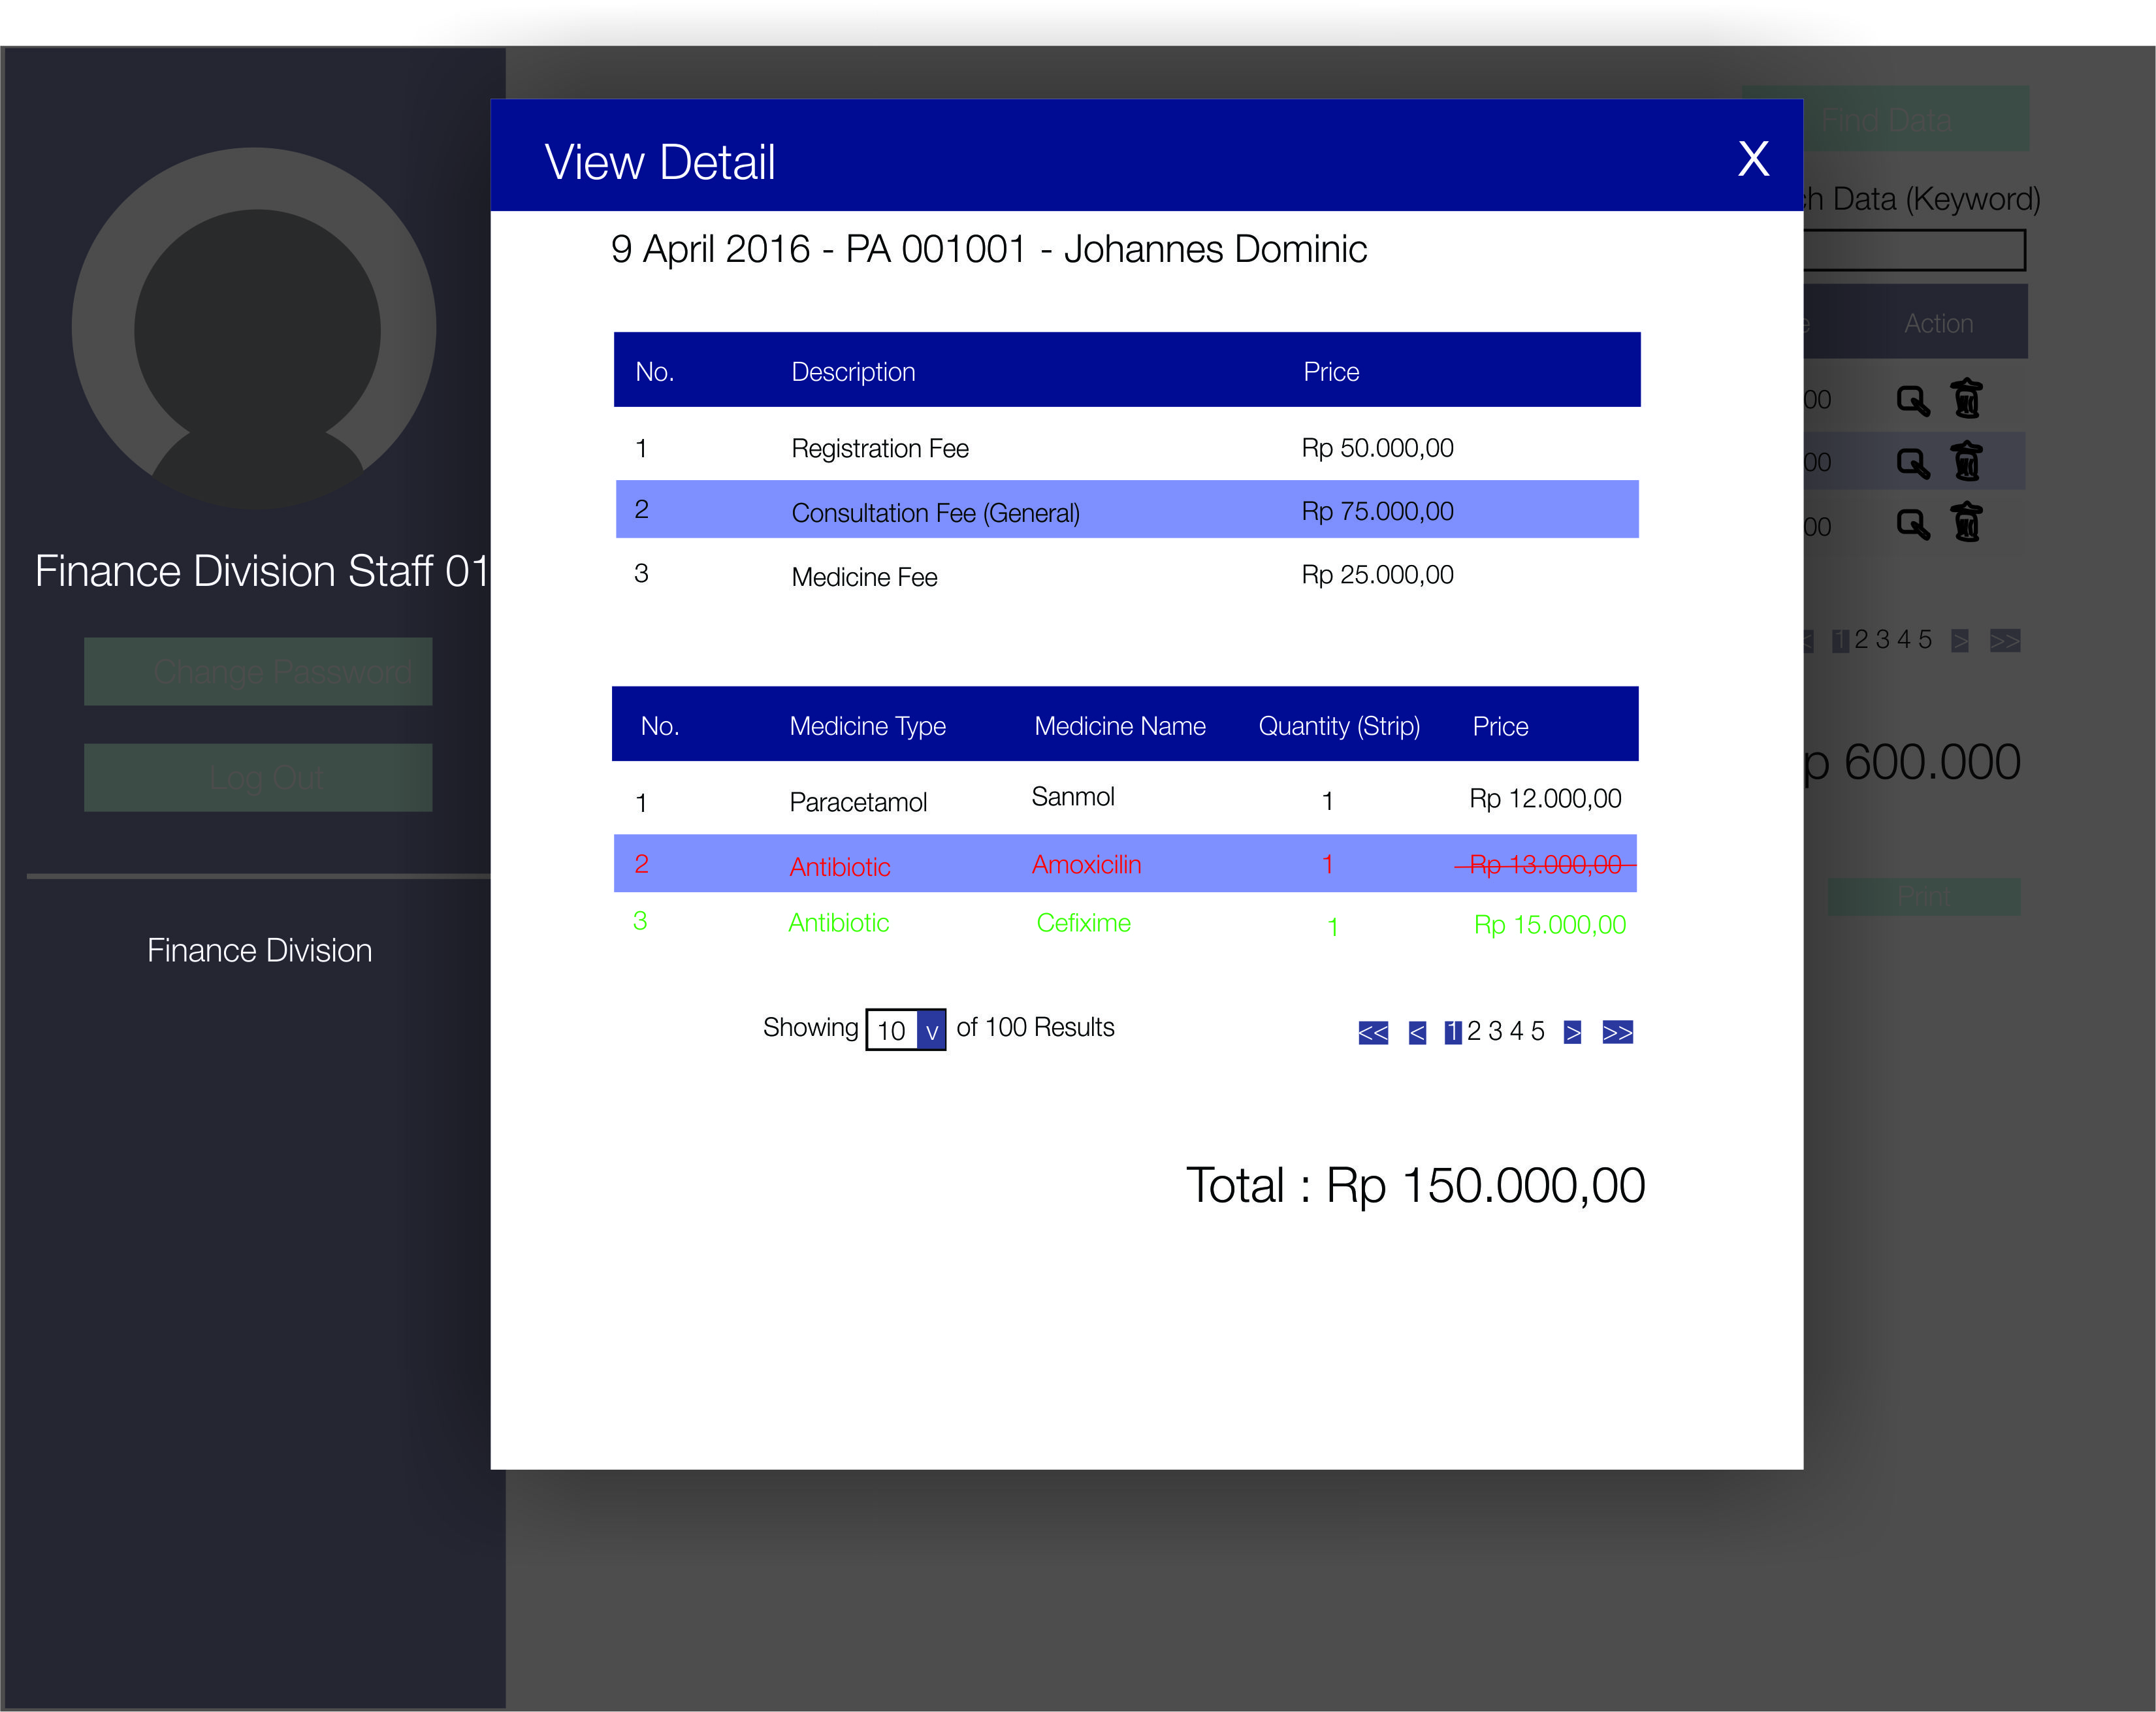 View Detail X
9 April 2016 - PA 001001 - Johannes Dominic
No. Description Price
1 Registration Fee Rp 50.000,00
2 Consultation Fee (General) Rp 75.000,00
3 Medicine Fee Rp 25.000,00
No. Medicine Type Medicine Name Quantity (Strip) Price
1 Paracetamol Sanmol 1 Rp 12.000,00
2 Antibiotic Amoxicilin 1 Rp 13.000,00
3 Antibiotic Cefixime 1 Rp 15.000,00
Showing 10 v of 100 Results << < 1 2 3 4 5 > >>
Total : Rp 150.000,00
Finance Division Staff 01
Change Password
Log Out
Finance Division
Find Data
Data (Keyword)
Action
00
00
00
1 2 3 4 5 > >>
600.000
Print